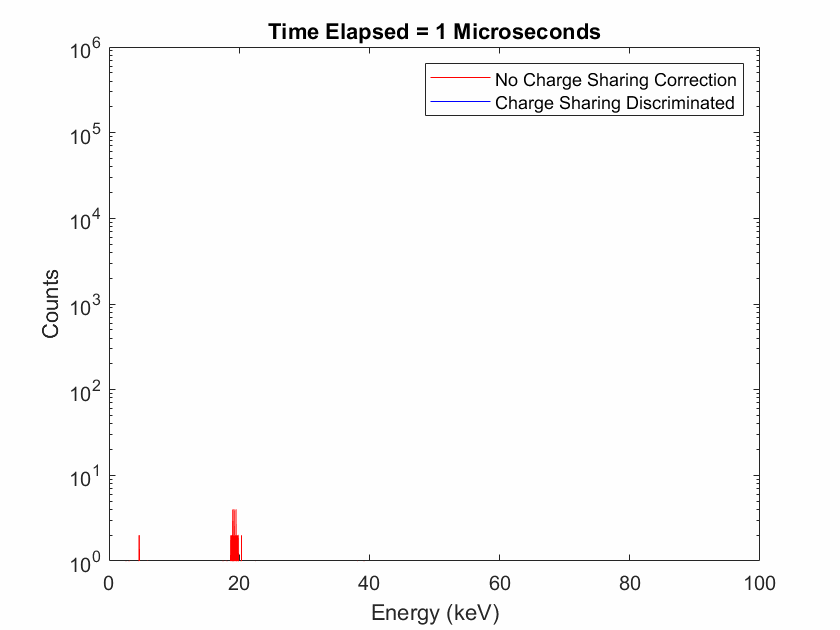 Time Elapsed = 1 Microseconds
10^6
No Charge Sharing Correction
Charge Sharing Discriminated
10^5
10^4
10^3
Counts
10^2
10^1
10^0
0 20 40 60 80 100
Energy (keV)